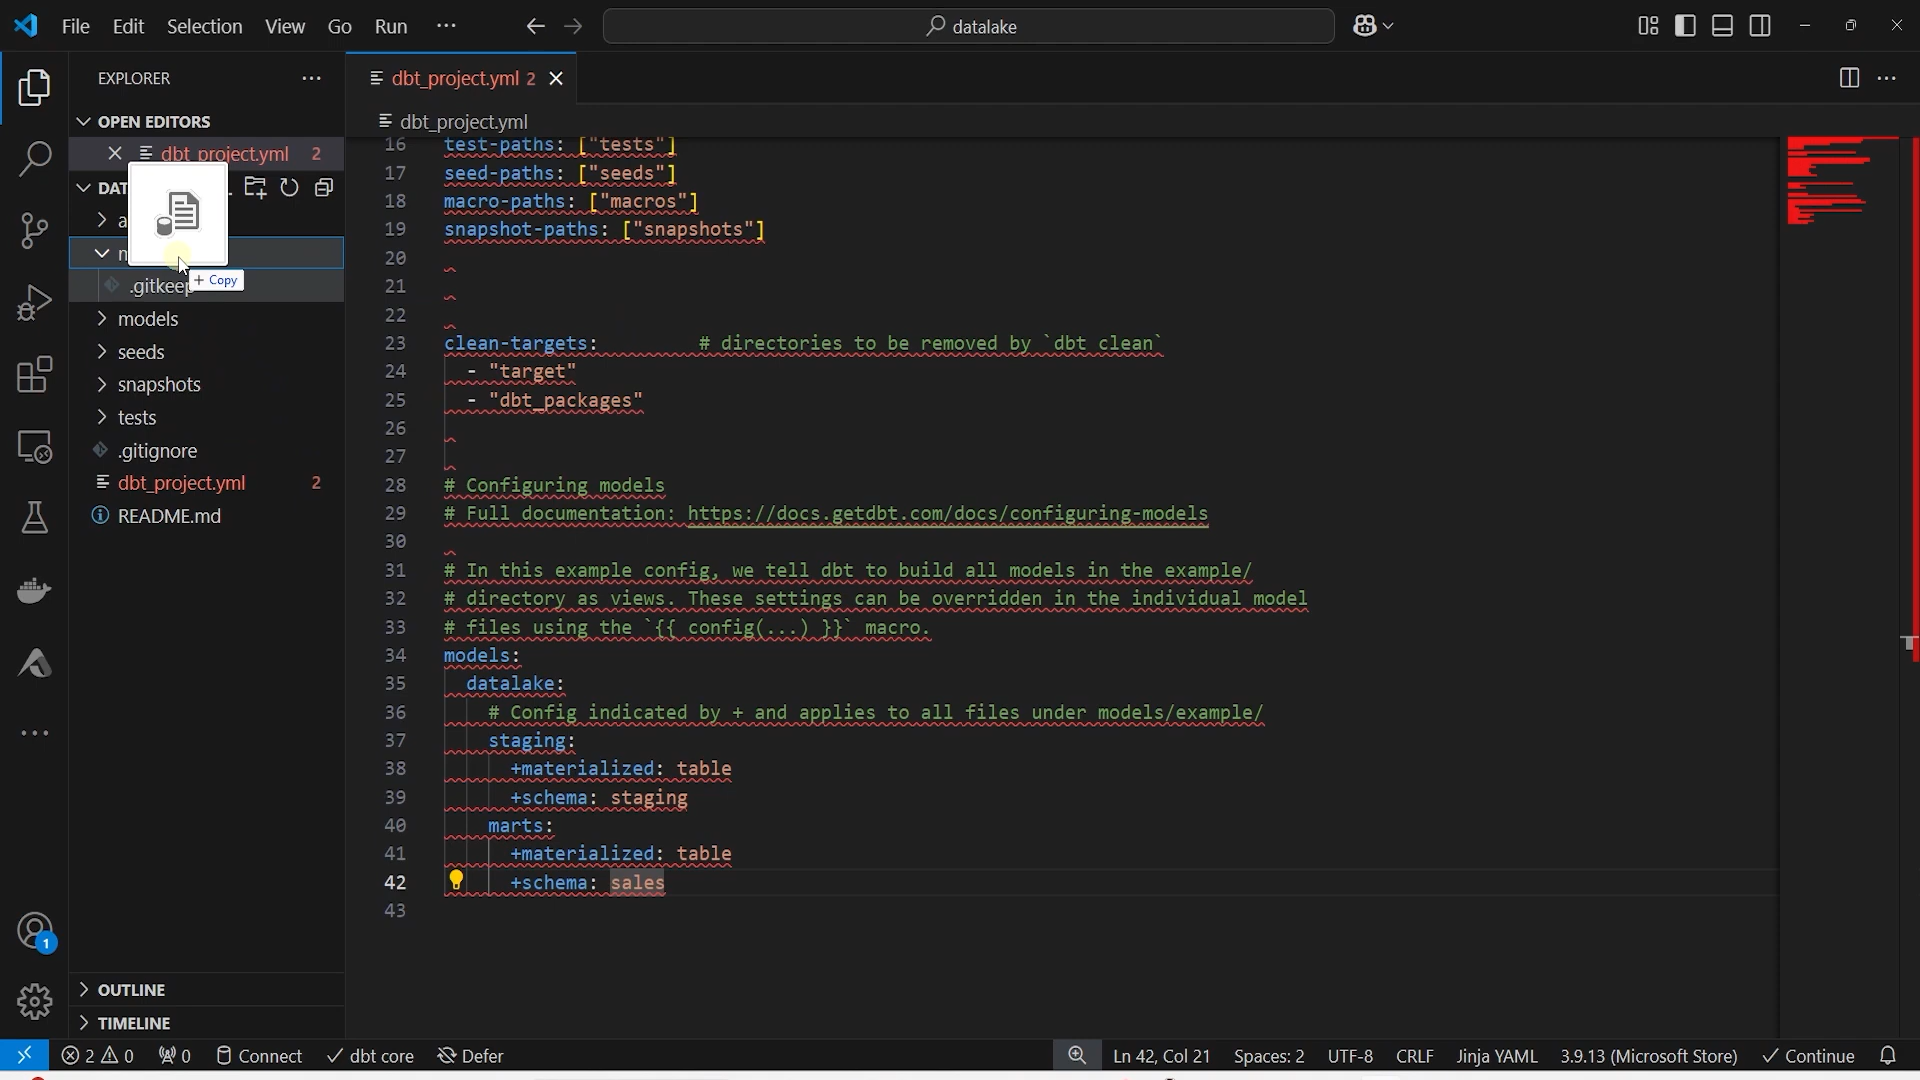 File Edit Selection View Go Run ··· datalake
EXPLORER ···
OPEN EDITORS
dbt_project.yml 2
DAT
a
Copy
.gitkeep
models
seeds
snapshots
tests
.gitignore
dbt_project.yml 2
README.md
OUTLINE
TIMELINE
1
dbt_project.yml 2
dbt_project.yml
16 test-paths: ["tests"]
17 seed-paths: ["seeds"]
18 macro-paths: ["macros"]
19 snapshot-paths: ["snapshots"]
20
21
22
23 clean-targets: # directories to be removed by `dbt clean`
24 - "target"
25 - "dbt_packages"
26
27
28 # Configuring models
29 # Full documentation: https://docs.getdbt.com/docs/configuring-models
30
31 # In this example config, we tell dbt to build all models in the example/
32 # directory as views. These settings can be overridden in the individual model
33 # files using the `{{ config(...) }}` macro.
34 models:
35 datalake:
36 # Config indicated by + and applies to all files under models/example/
37 staging:
38 +materialized: table
39 +schema: staging
40 marts:
41 +materialized: table
42 +schema: sales
43
2 0 0 Connect dbt core Defer Ln 42, Col 21 Spaces: 2 UTF-8 CRLF Jinja YAML 3.9.13 (Microsoft Store) Continue